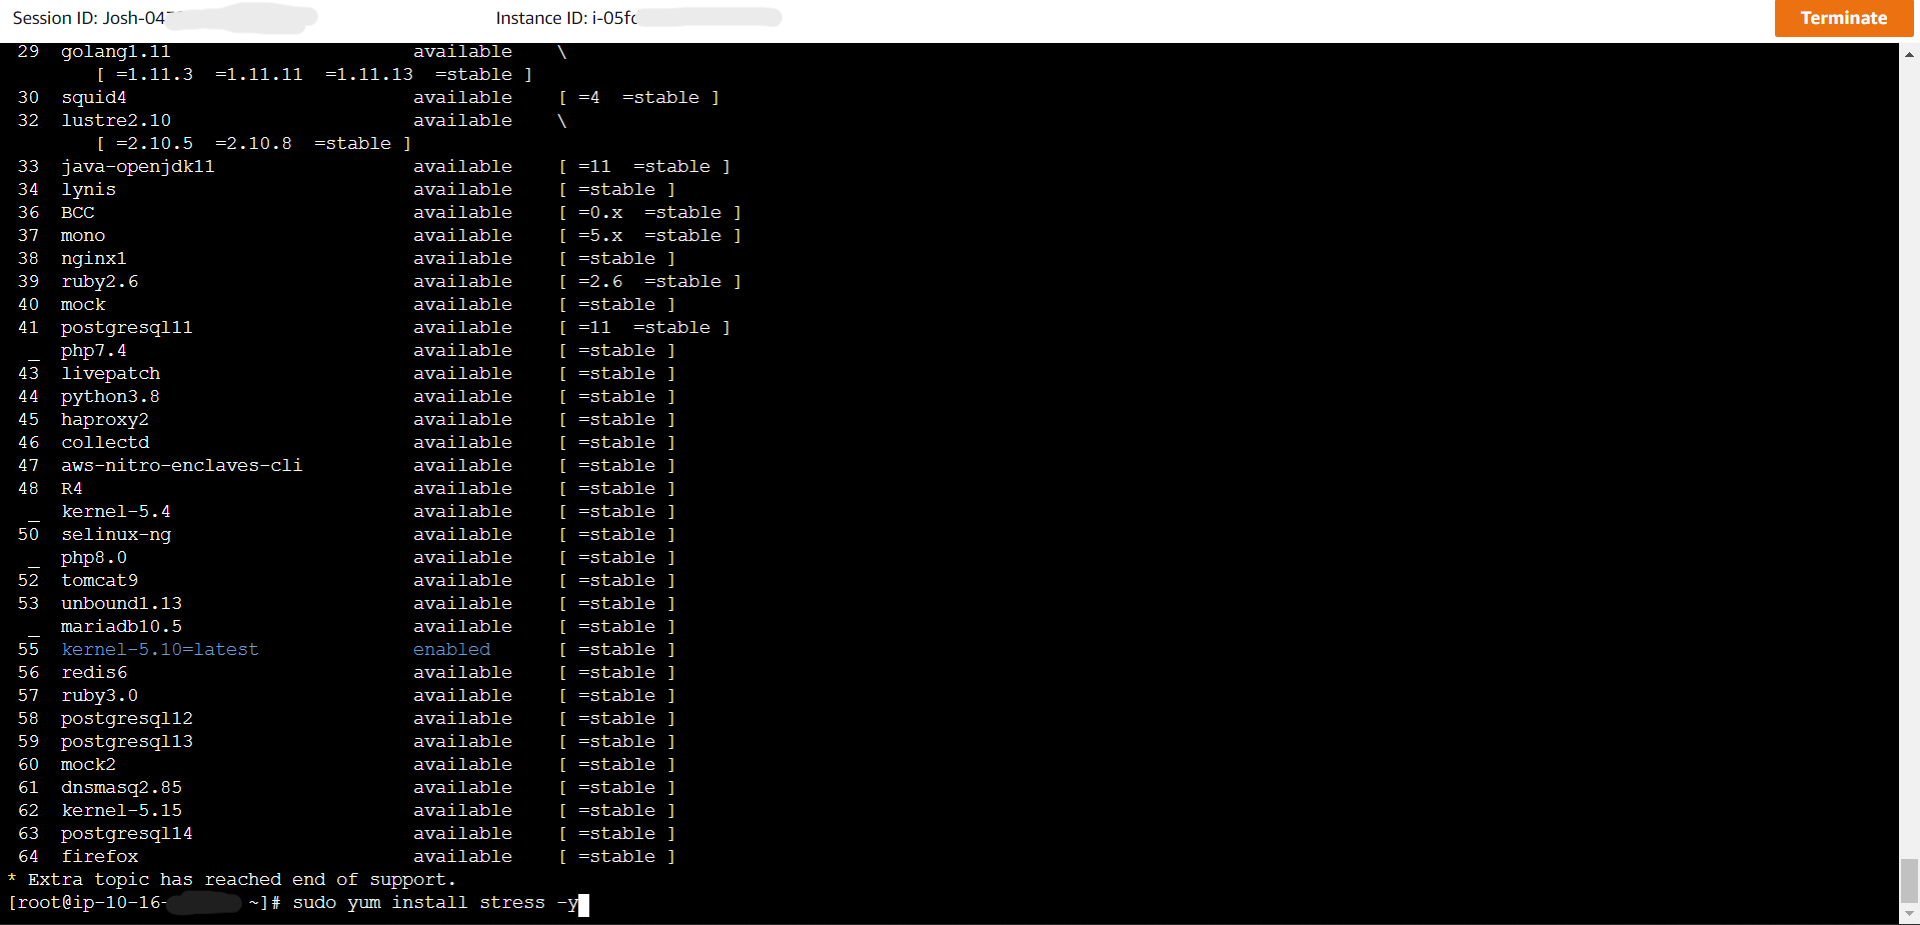 Session ID: Josh-04
Instance ID: i-05f
Terminate
29 golang1.11 available \
[ =1.11.3 =1.11.11 =1.11.13 =stable ]
30 squid4 available [ =4 =stable ]
32 lustre2.10 available \
[ =2.10.5 =2.10.8 =stable ]
33 java-openjdk11 available [ =11 =stable ]
34 lynis available [ =stable ]
36 BCC available [ =0.x =stable ]
37 mono available [ =5.x =stable ]
38 nginx1 available [ =stable ]
39 ruby2.6 available [ =2.6 =stable ]
40 mock available [ =stable ]
41 postgresql11 available [ =11 =stable ]
_ php7.4 available [ =stable ]
43 livepatch available [ =stable ]
44 python3.8 available [ =stable ]
45 haproxy2 available [ =stable ]
46 collectd available [ =stable ]
47 aws-nitro-enclaves-cli available [ =stable ]
48 R4 available [ =stable ]
_ kernel-5.4 available [ =stable ]
50 selinux-ng available [ =stable ]
_ php8.0 available [ =stable ]
52 tomcat9 available [ =stable ]
53 unbound1.13 available [ =stable ]
_ mariadb10.5 available [ =stable ]
55 kernel-5.10=latest enabled [ =stable ]
56 redis6 available [ =stable ]
57 ruby3.0 available [ =stable ]
58 postgresql12 available [ =stable ]
59 postgresql13 available [ =stable ]
60 mock2 available [ =stable ]
61 dnsmasq2.85 available [ =stable ]
62 kernel-5.15 available [ =stable ]
63 postgresql14 available [ =stable ]
64 firefox available [ =stable ]
* Extra topic has reached end of support.
[root@ip-10-16- ~]# sudo yum install stress -y